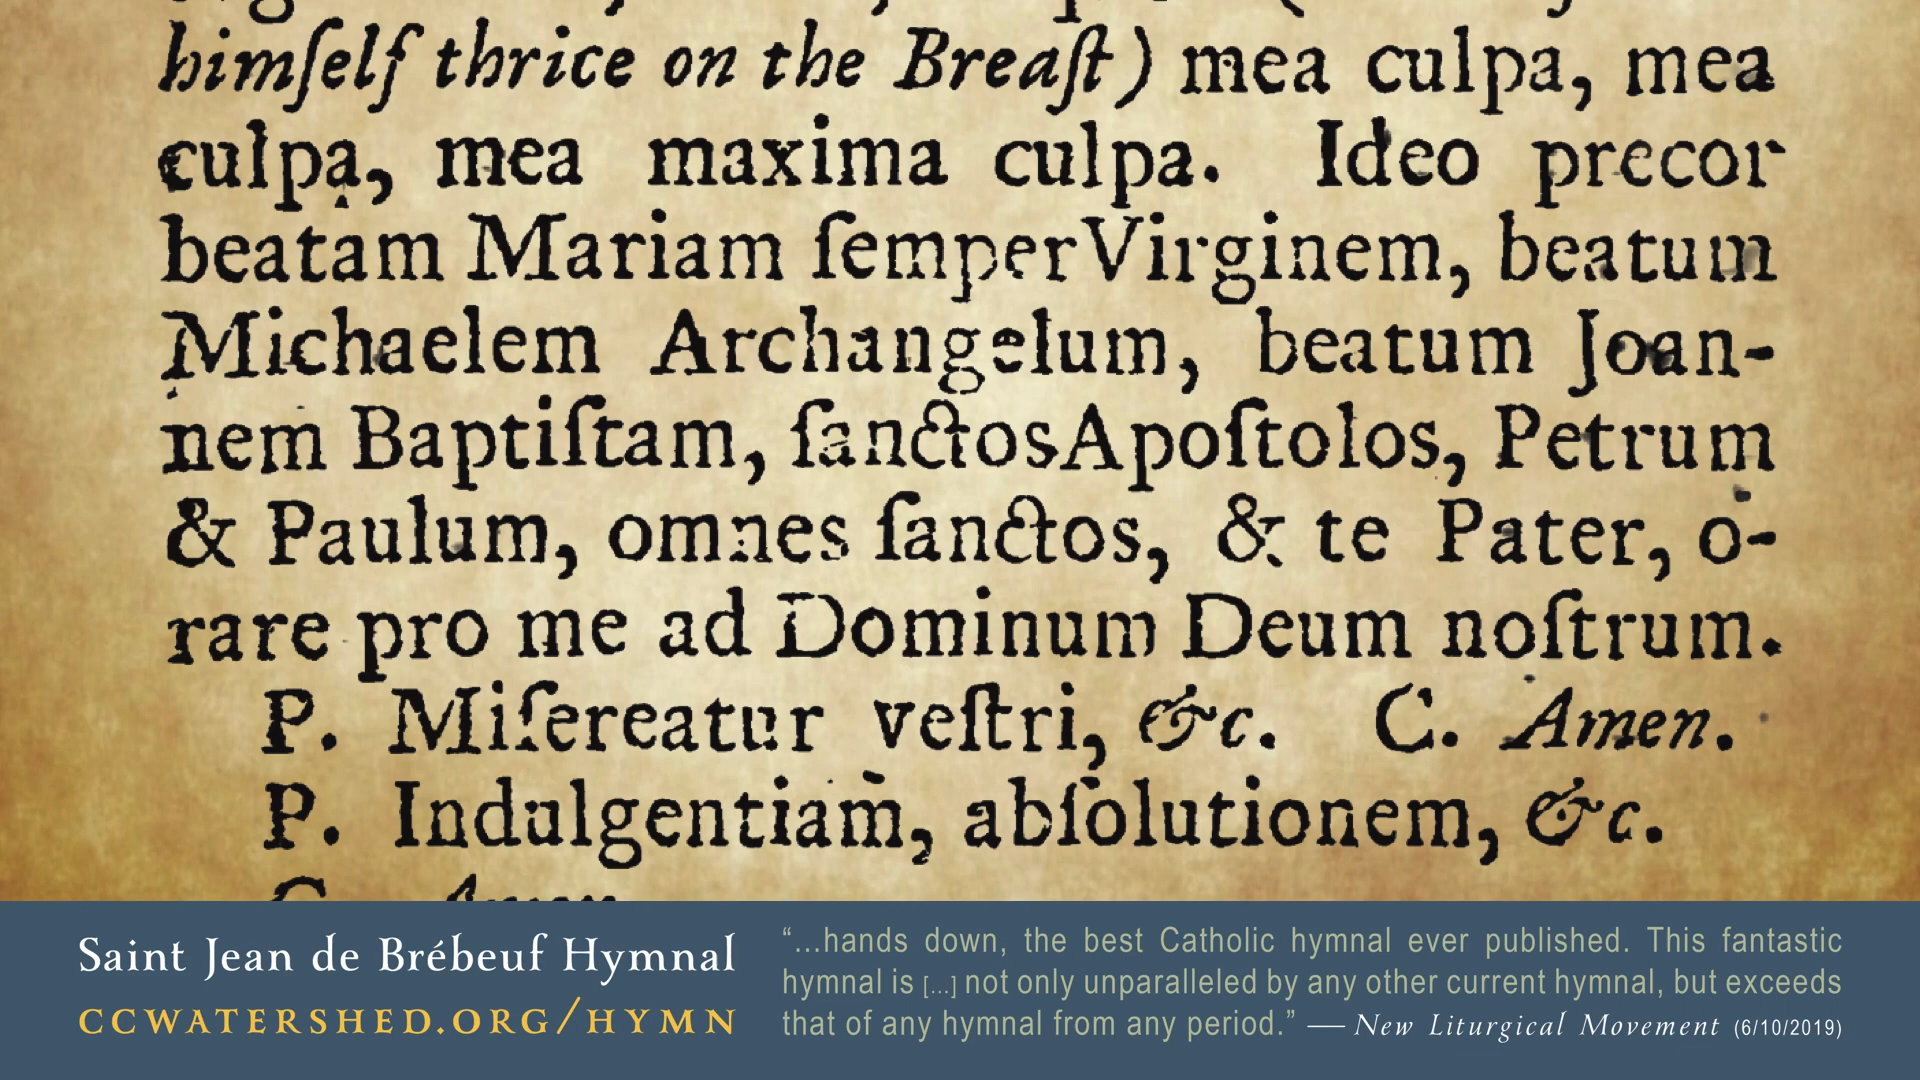 himſelf thrice on the Breaſt) mea culpa, mea
culpa, mea maxima culpa. Ideo precor
beatam Mariam ſemper Virginem, beatum
Michaelem Archangelum, beatum Joan-
nem Baptiſtam, ſanctos Apoſtolos, Petrum
& Paulum, omnes ſanctos, & te Pater, o-
rare pro me ad Dominum Deum noſtrum.
P. Miſereatur veſtri, &c. C. Amen.
P. Indulgentiam, abſolutionem, &c.
Saint Jean de Brébeuf Hymnal
CCWATERSHED.ORG/HYMN
“...hands down, the best Catholic hymnal ever published. This fantastic
hymnal is [...] not only unparalleled by any other current hymnal, but exceeds
that of any hymnal from any period.” — New Liturgical Movement (6/10/2019)